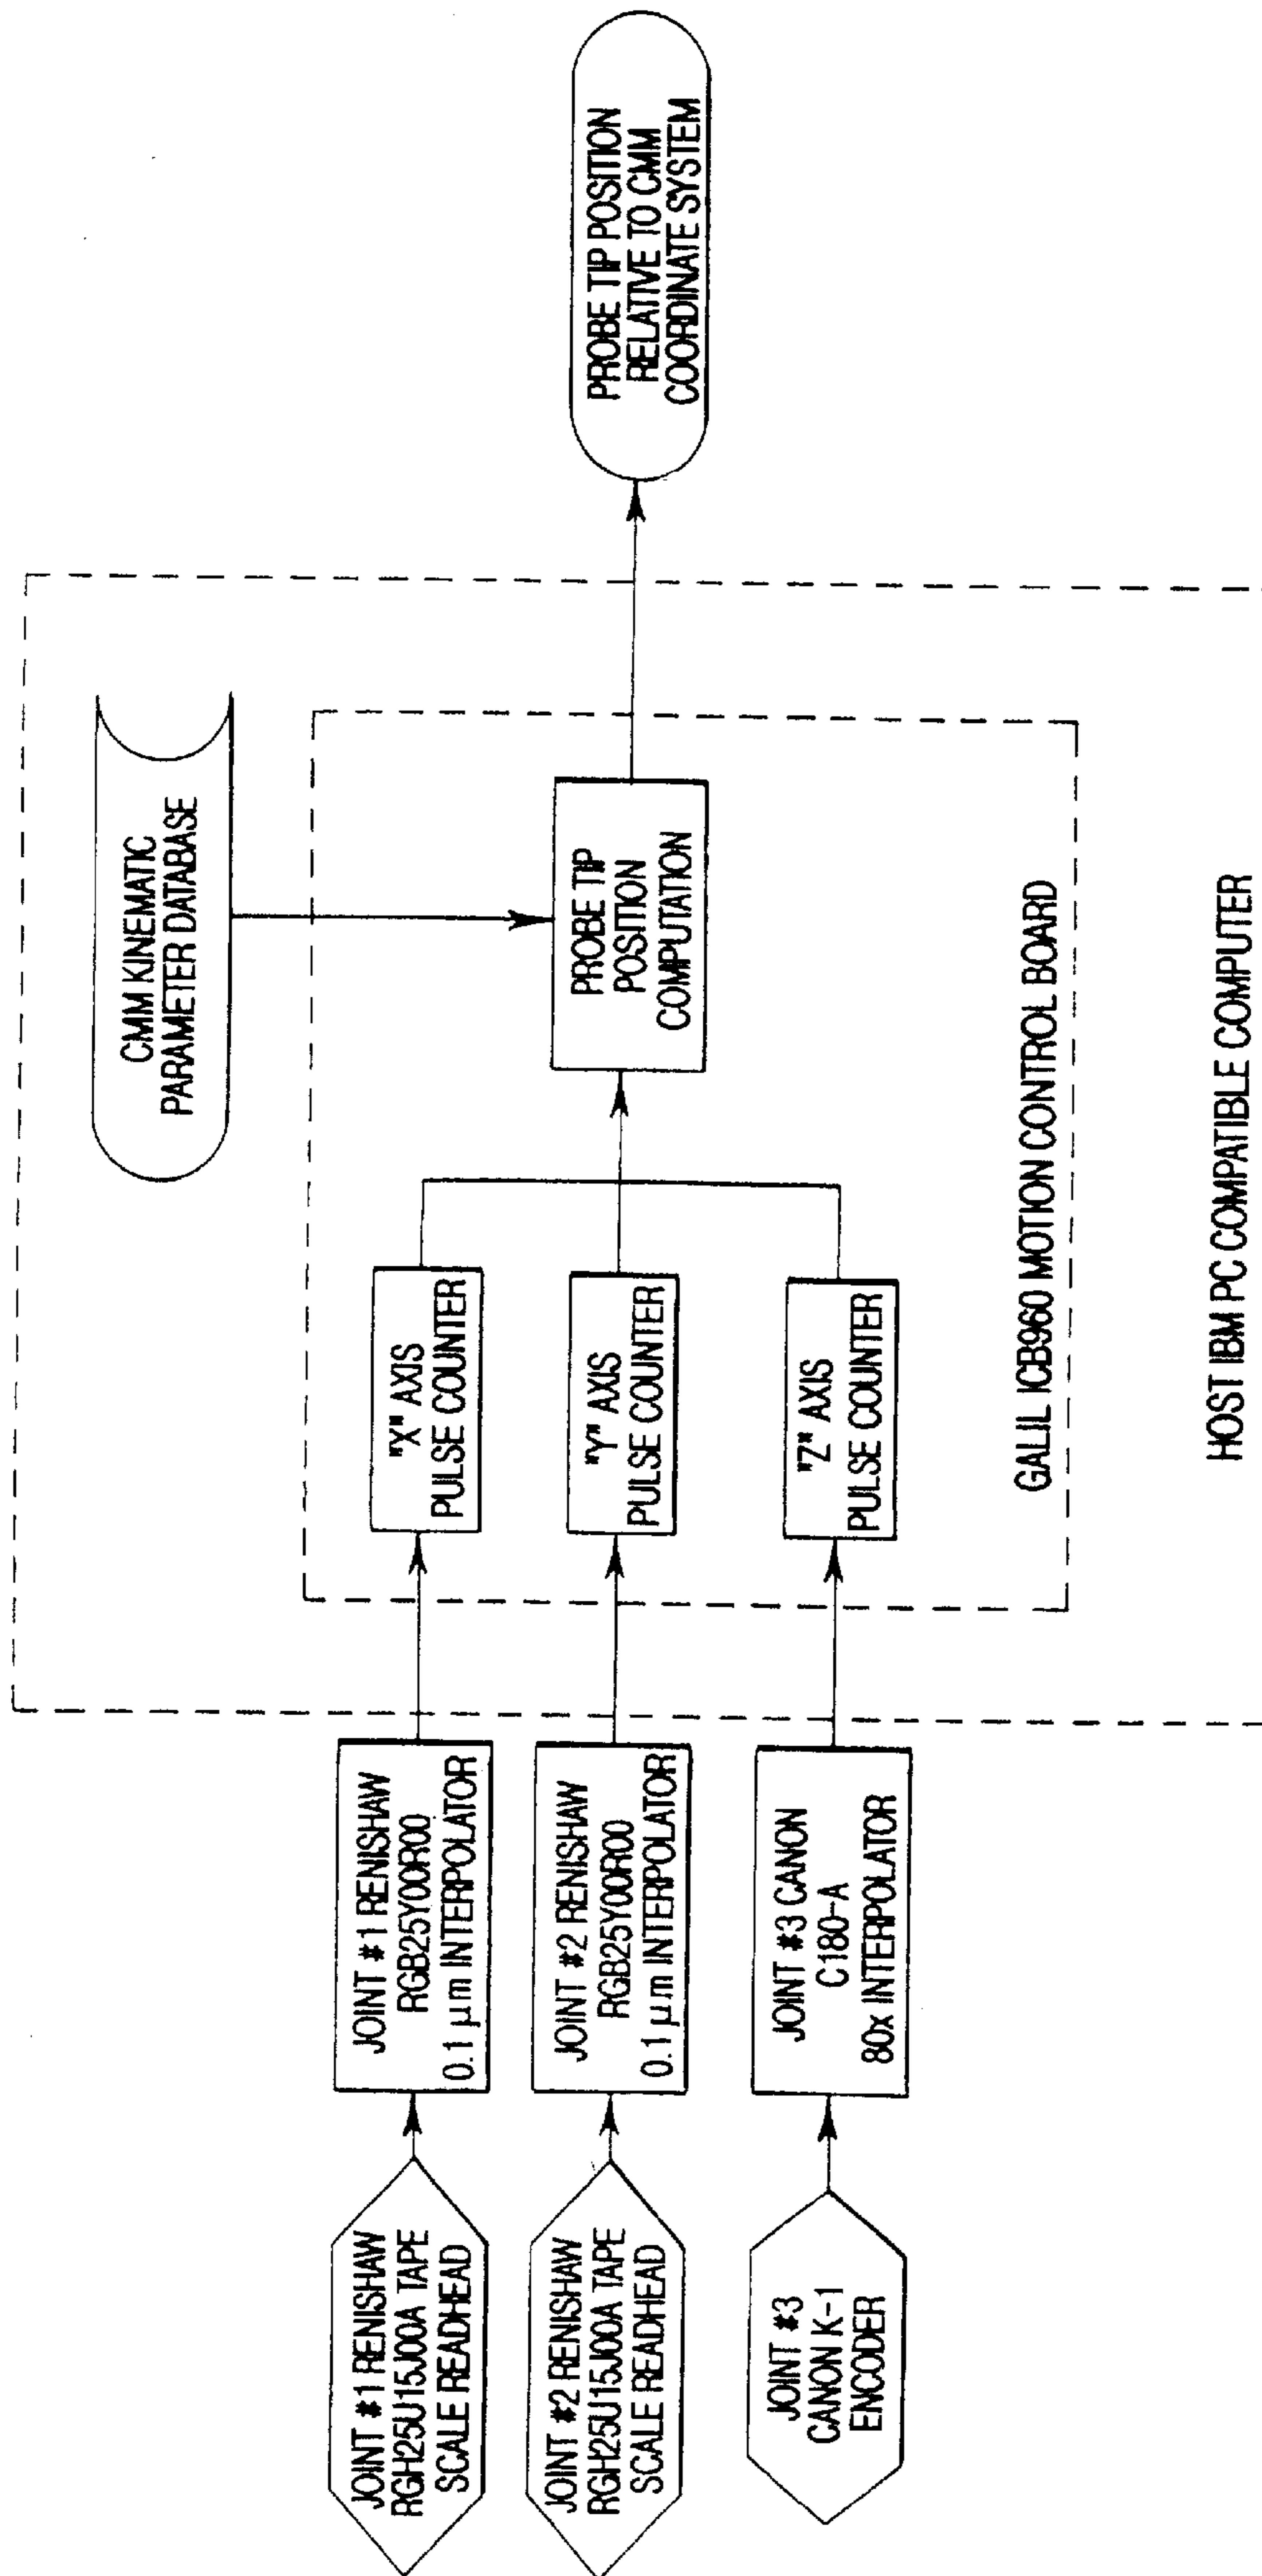 JOINT #1 RENISHAW
RGH25U15J00A TAPE
SCALE READHEAD
JOINT #2 RENISHAW
RGH25U15J00A TAPE
SCALE READHEAD
JOINT #3
CANON K-1
ENCODER
JOINT #1 RENISHAW
RGB25Y00R00
0.1 µm INTERPOLATOR
JOINT #2 RENISHAW
RGB25Y00R00
0.1 µm INTERPOLATOR
JOINT #3 CANON
C180-A
80x INTERPOLATOR
"X" AXIS
PULSE COUNTER
"Y" AXIS
PULSE COUNTER
"Z" AXIS
PULSE COUNTER
CMM KINEMATIC
PARAMETER DATABASE
PROBE TIP
POSITION
COMPUTATION
GALIL ICB960 MOTION CONTROL BOARD
HOST IBM PC COMPATIBLE COMPUTER
PROBE TIP POSITION
RELATIVE TO CMM
COORDINATE SYSTEM